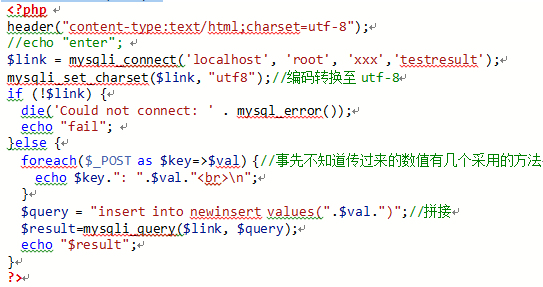 <?php
header("content-type:text/html;charset=utf-8");
//echo "enter";
$link = mysqli_connect('localhost', 'root', 'xxx','testresult');
mysqli_set_charset($link, "utf8");//编码转换至 utf-8
if (!$link) {
  die('Could not connect: ' . mysql_error());
  echo "fail";
}else {
  foreach($_POST as $key=>$val) {//事先不知道传过来的数值有几个采用的方法
    echo $key.": ".$val."<br>\n";
  }
  $query = "insert into newinsert values(".$val.")";//拼接
  $result=mysqli_query($link, $query);
  echo "$result";
}
?>